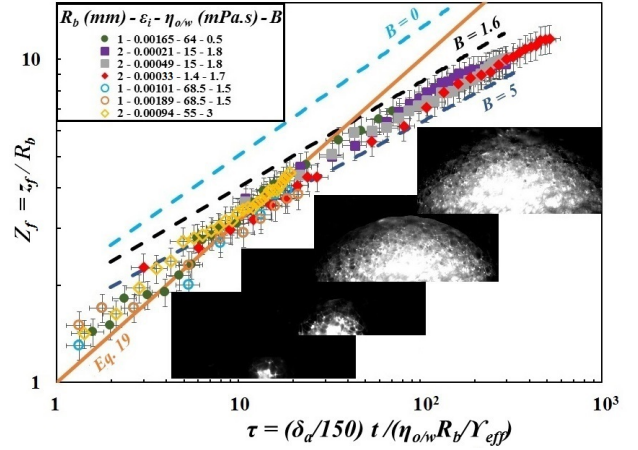 R_b (mm) - ε_i - η_o/w (mPa.s) - B
1 - 0.00165 - 64 - 0.5
2 - 0.00021 - 15 - 1.8
2 - 0.00049 - 15 - 1.8
2 - 0.00033 - 1.4 - 1.7
1 - 0.00101 - 68.5 - 1.5
1 - 0.00189 - 68.5 - 1.5
2 - 0.00094 - 55 - 3
B = 0
B = 1.6
B = 5
Eq. 19
Z_f = z_f / R_b
10
1
1
10
10²
10³
τ = (δ_a/150) t /(η_o/w R_b/ϒ_eff)